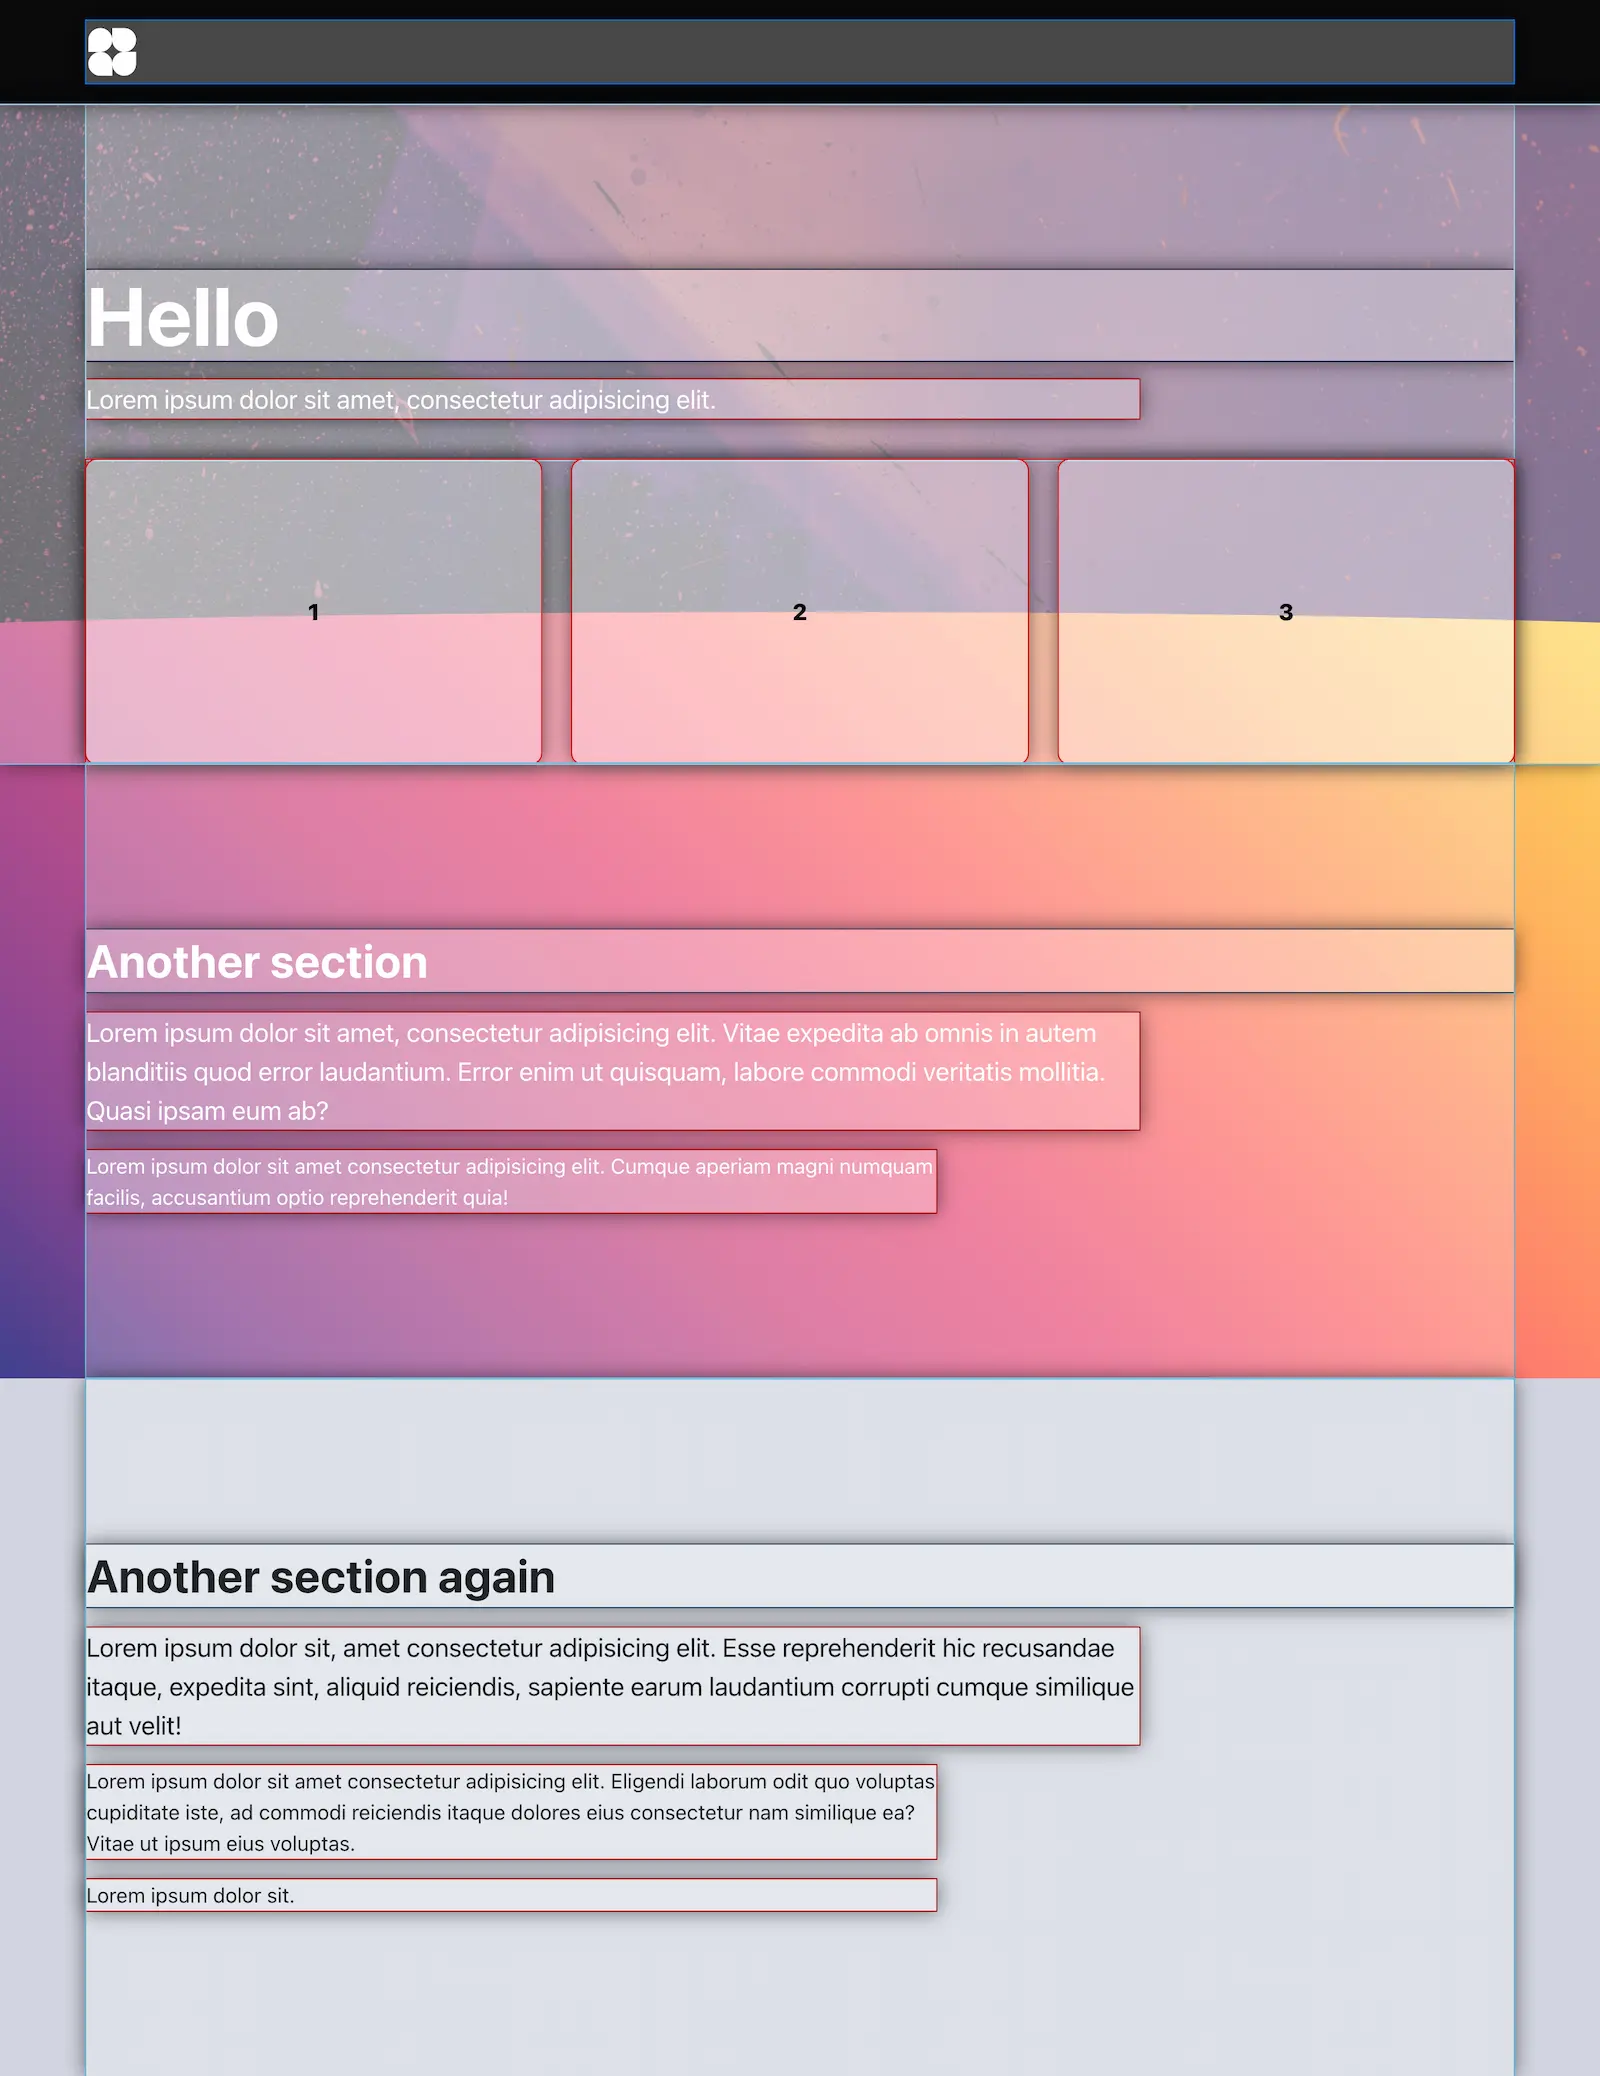 Hello
Lorem ipsum dolor sit amet, consectetur adipisicing elit.
1
2
3
Another section
Lorem ipsum dolor sit amet, consectetur adipisicing elit. Vitae expedita ab omnis in autem
blanditiis quod error laudantium. Error enim ut quisquam, labore commodi veritatis mollitia.
Quasi ipsam eum ab?
Lorem ipsum dolor sit amet consectetur adipisicing elit. Cumque aperiam magni numquam
facilis, accusantium optio reprehenderit quia!
Another section again
Lorem ipsum dolor sit, amet consectetur adipisicing elit. Esse reprehenderit hic recusandae
itaque, expedita sint, aliquid reiciendis, sapiente earum laudantium corrupti cumque similique
aut velit!
Lorem ipsum dolor sit amet consectetur adipisicing elit. Eligendi laborum odit quo voluptas
cupiditate iste, ad commodi reiciendis itaque dolores eius consectetur nam similique ea?
Vitae ut ipsum eius voluptas.
Lorem ipsum dolor sit.